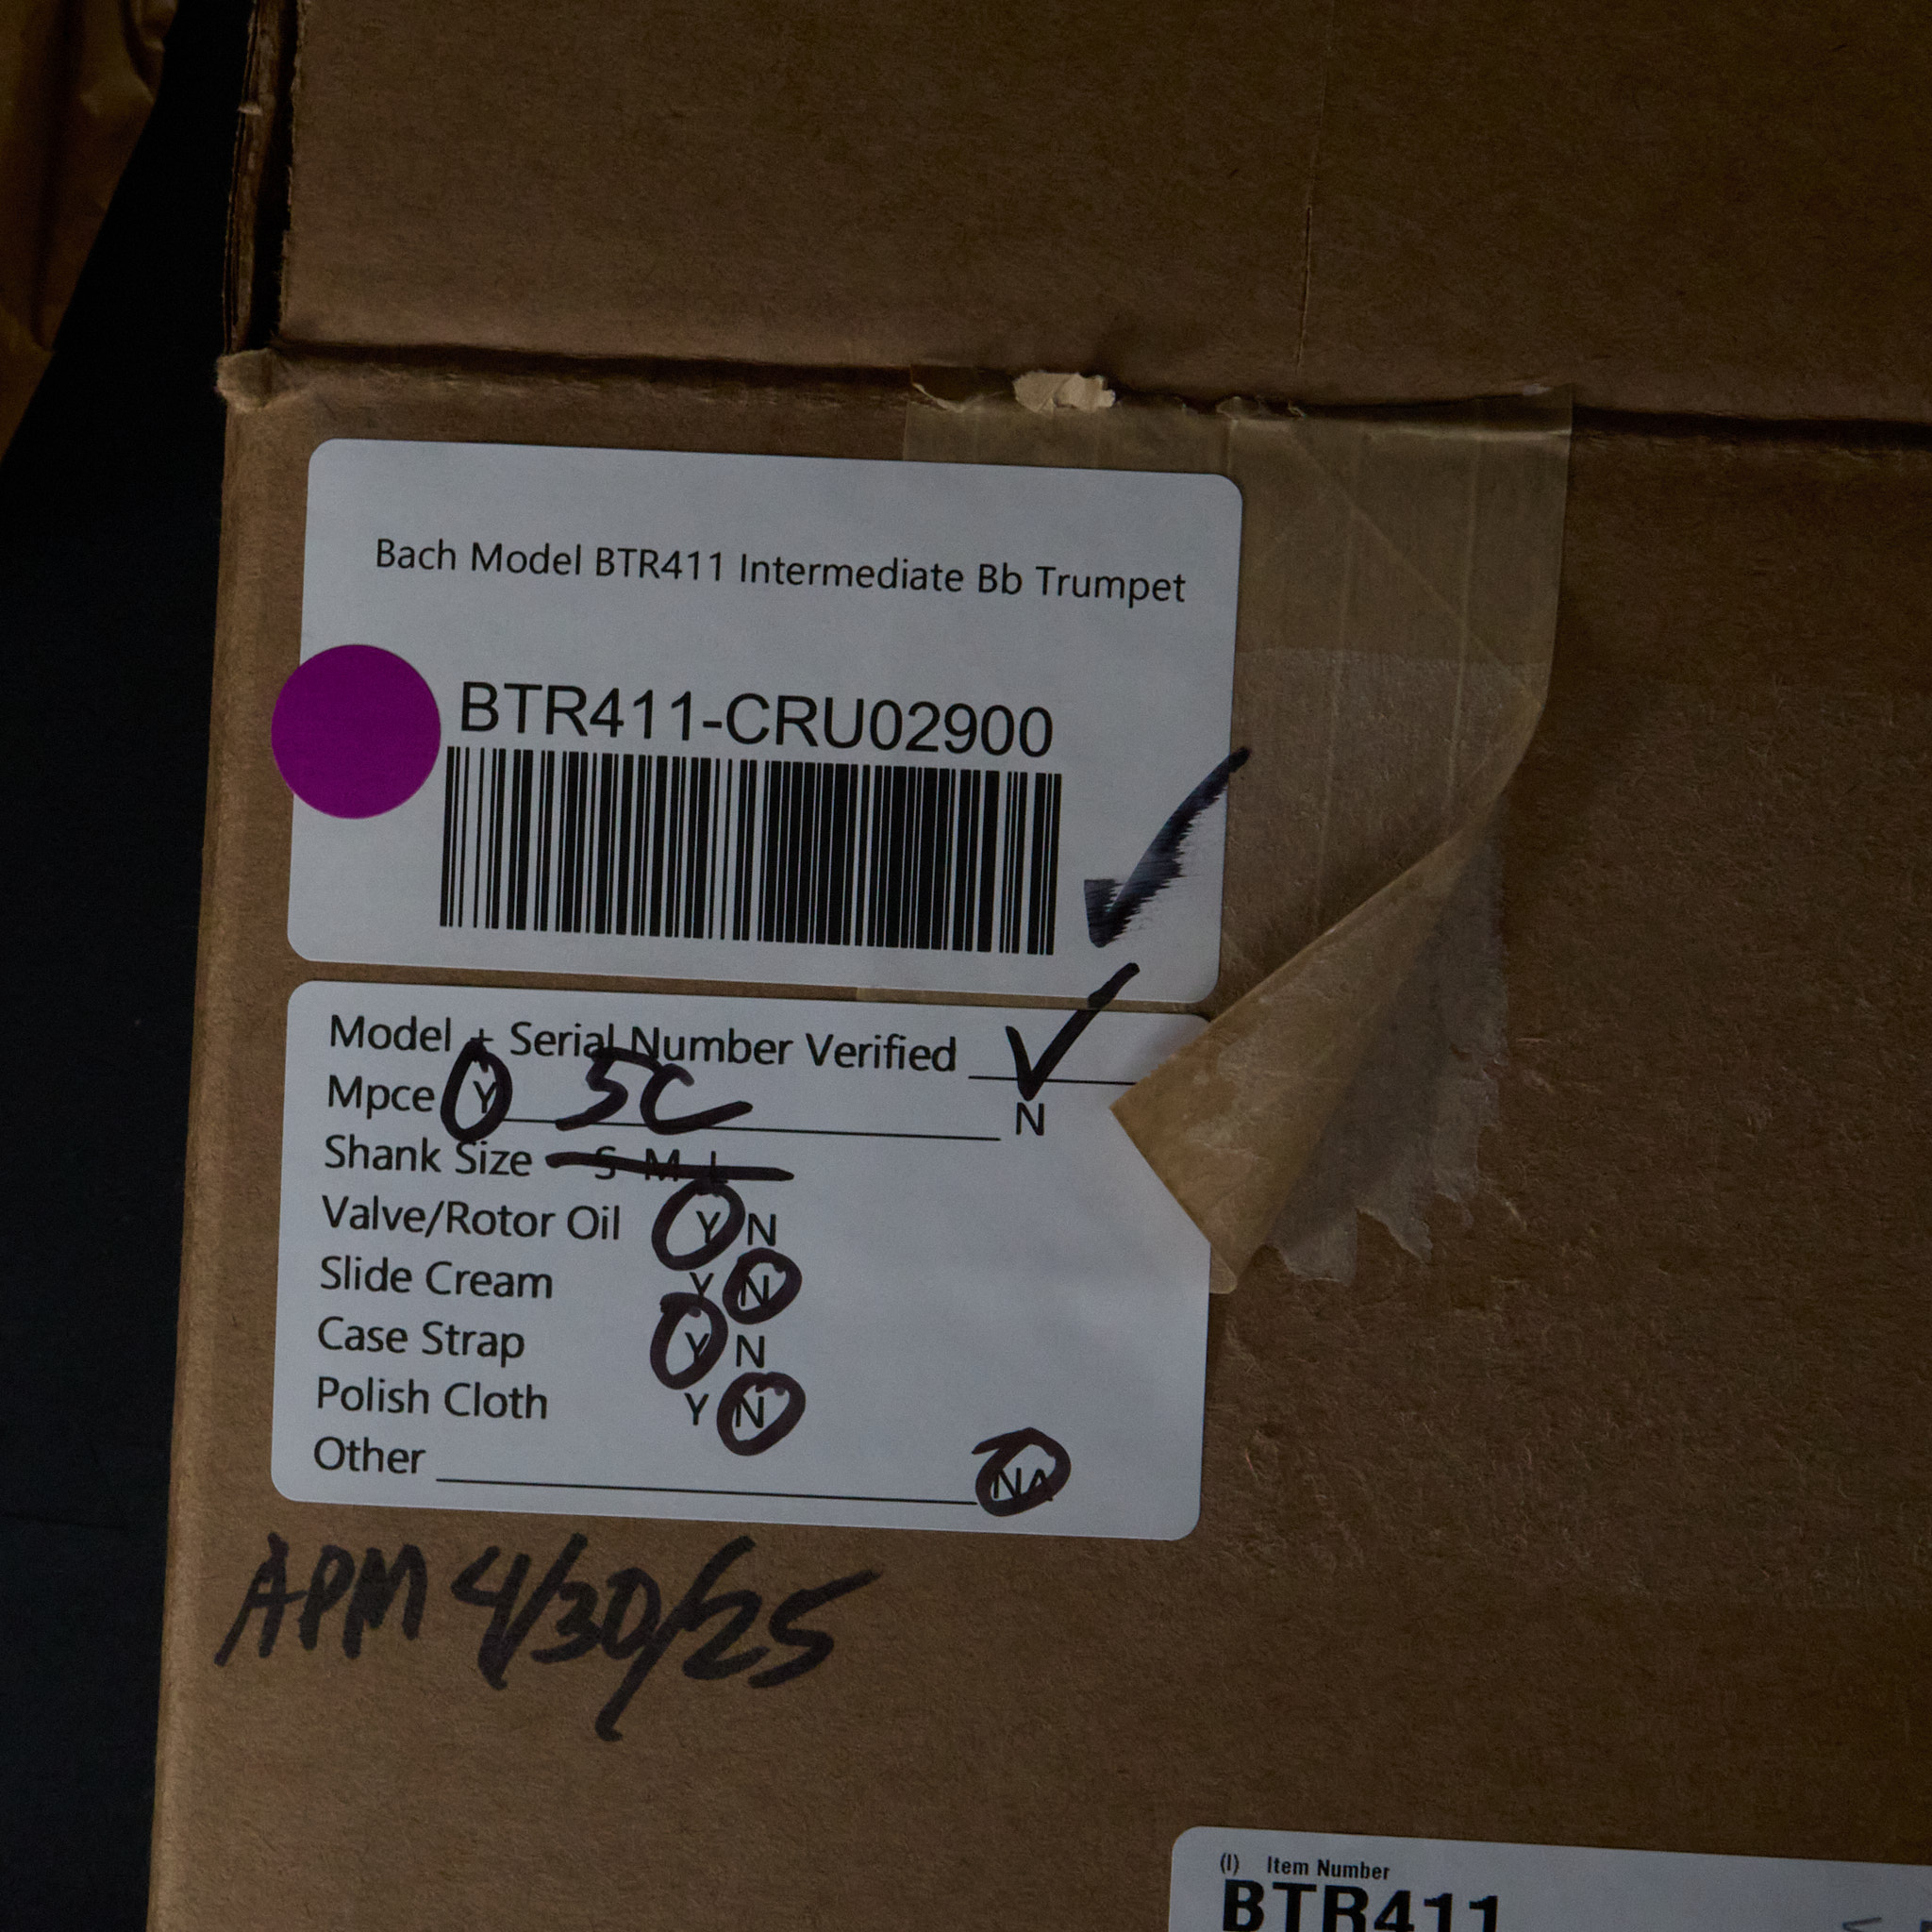 Bach Model BTR411 Intermediate Bb Trumpet
BTR411-CRU02900
Model + Serial Number Verified ✓
Mpce Y 5C N
Shank Size S M L
Valve/Rotor Oil Y N
Slide Cream Y N
Case Strap Y N
Polish Cloth Y N
Other NA
APM 4/30/25
(I) Item Number
BTR411